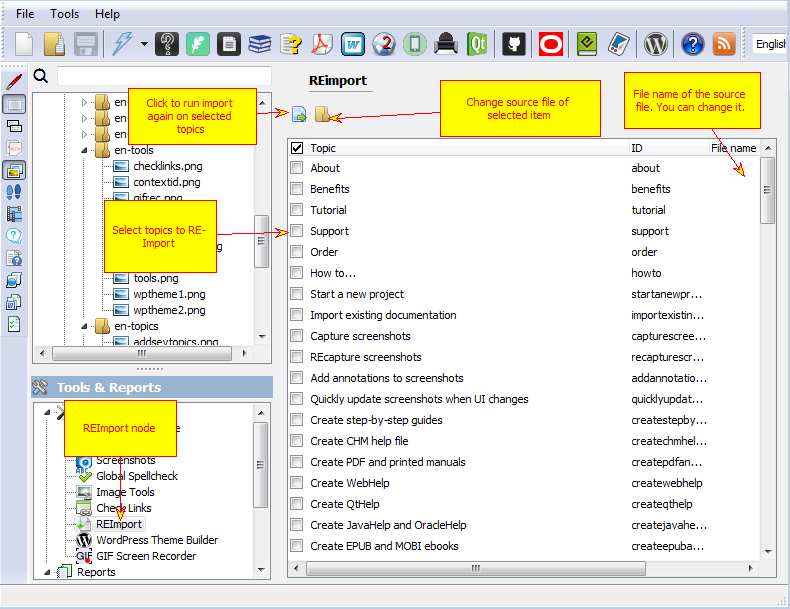 File Tools Help
English
REimport
Click to run import
again on selected
topics
Change source file of
selected item
File name of the source
file. You can change it.
en-
en-
en-
en-tools
checklinks.png
contextid.png
gifrec.png
Select topics to RE-
Import
g
tools.png
wptheme1.png
wptheme2.png
en-topics
addsevtopics.png
Topic ID File name
About about
Benefits benefits
Tutorial tutorial
Support support
Order order
How to... howto
Start a new project startanewpr...
Import existing documentation importexistin...
Capture screenshots capturescree...
REcapture screenshots recapturescr...
Add annotations to screenshots addannotatio...
Quickly update screenshots when UI changes quicklyupdat...
Create step-by-step guides createstepby...
Create CHM help file createchmhel...
Create PDF and printed manuals createpdfan...
Create WebHelp createwebhelp
Create QtHelp createqthelp
Create JavaHelp and OracleHelp createjavahe...
Create EPUB and MOBI ebooks createepuba...
Tools & Reports
REImport node
e
Screenshots
Global Spellcheck
Image Tools
Check Links
REImport
WordPress Theme Builder
GIF GIF Screen Recorder
Reports